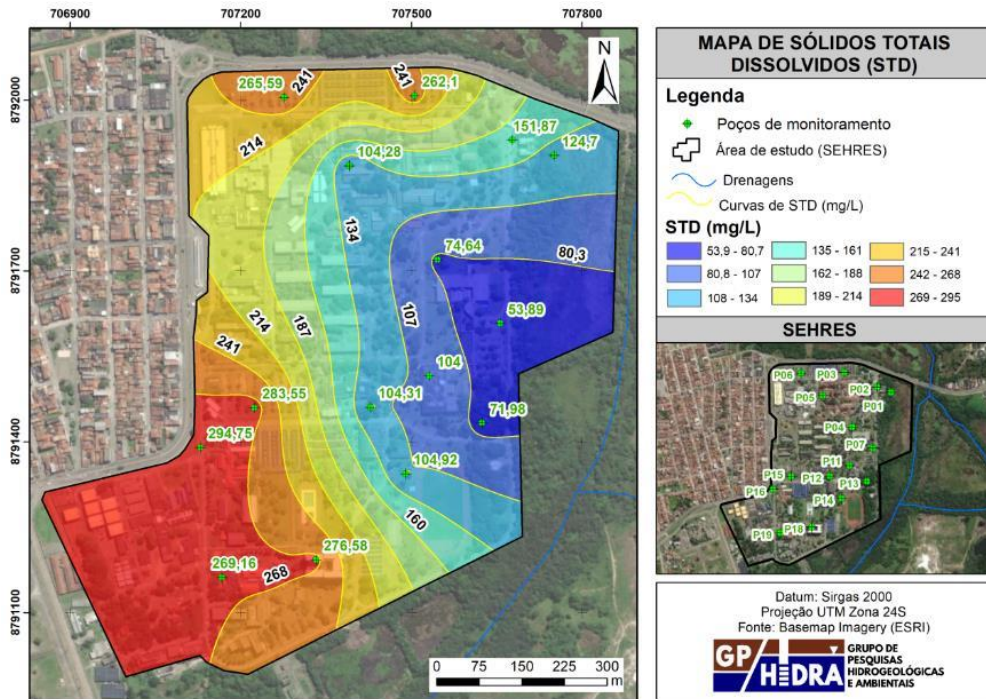 706900
707200
707500
707800
8792000
8791700
8791400
8791100
N
241
265,59
241
262,1
151,87
124,7
214
104,28
134
74,64
80,3
53,89
107
187
214
241
104
283,55
104,31
71,98
294,75
104,92
160
276,58
269,16
268
0 75 150 225 300
m
MAPA DE SÓLIDOS TOTAIS
DISSOLVIDOS (STD)
Legenda
Poços de monitoramento
Área de estudo (SEHRES)
Drenagens
Curvas de STD (mg/L)
STD (mg/L)
53,9 - 80,7
135 - 161
215 - 241
80,8 - 107
162 - 188
242 - 268
108 - 134
189 - 214
269 - 295
SEHRES
P06
P03
P02
P05
P01
P04
P07
P11
P15
P12
P13
P16
P14
P18
P19
Datum: Sirgas 2000
Projeção UTM Zona 24S
Fonte: Basemap Imagery (ESRI)
GP HIDRA
GRUPO DE
PESQUISAS
HIDROGEOLÓGICAS
E AMBIENTAIS